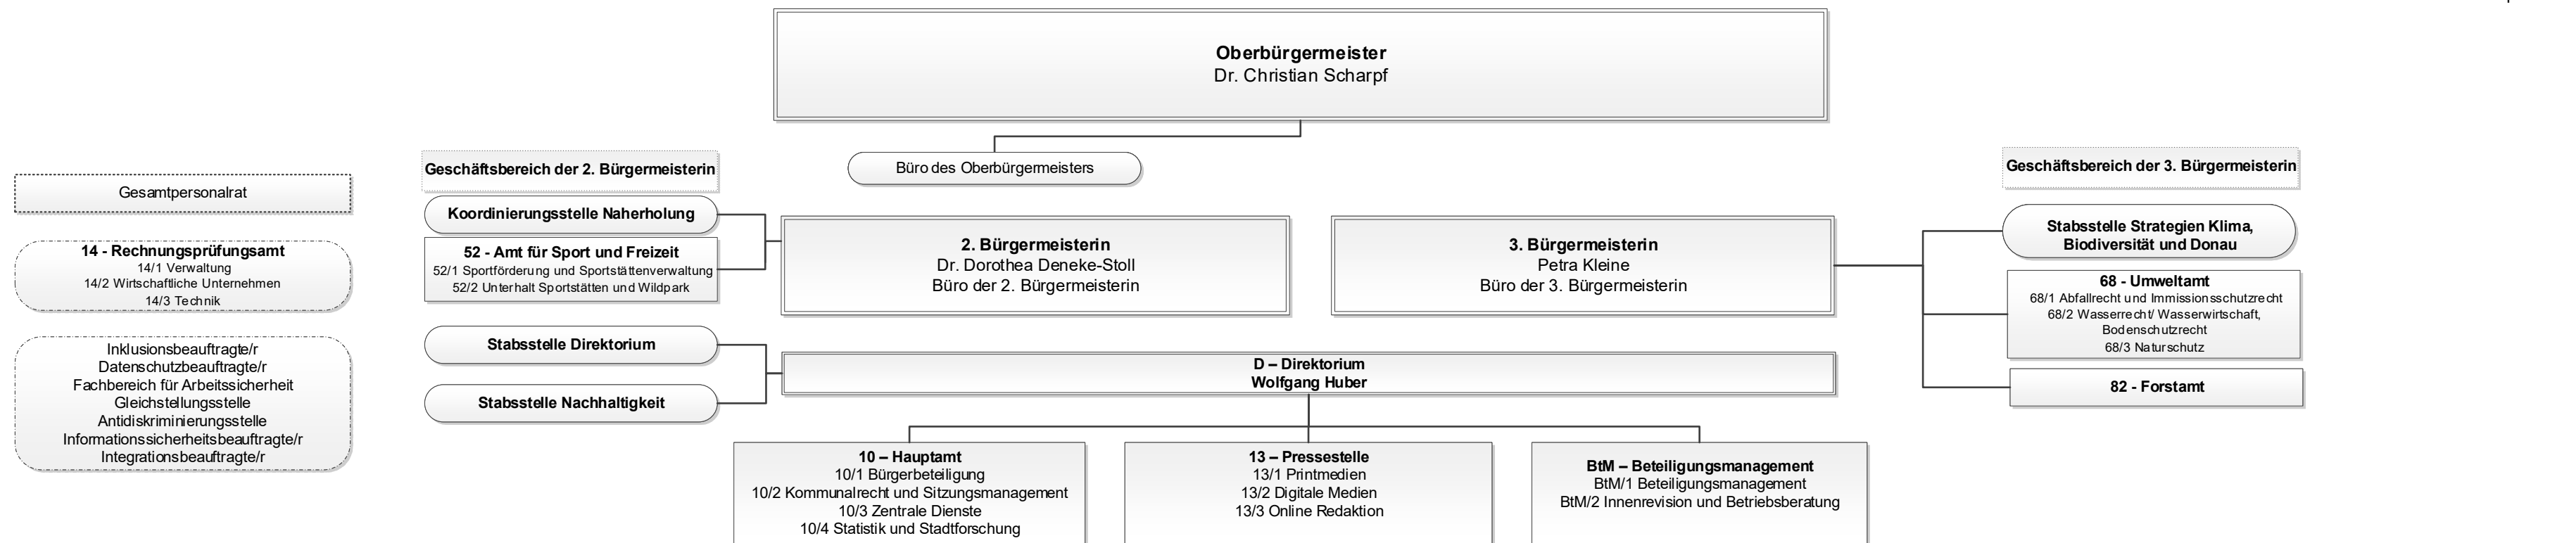 Oberbürgermeister
Dr. Christian Scharpf
Büro des Oberbürgermeisters
Gesamtpersonalrat
14 - Rechnungsprüfungsamt
14/1 Verwaltung
14/2 Wirtschaftliche Unternehmen
14/3 Technik
Inklusionsbeauftragte/r
Datenschutzbeauftragte/r
Fachbereich für Arbeitssicherheit
Gleichstellungsstelle
Antidiskriminierungsstelle
Informationssicherheitsbeauftragte/r
Integrationsbeauftragte/r
Geschäftsbereich der 2. Bürgermeisterin
Koordinierungsstelle Naherholung
52 - Amt für Sport und Freizeit
52/1 Sportförderung und Sportstättenverwaltung
52/2 Unterhalt Sportstätten und Wildpark
2. Bürgermeisterin
Dr. Dorothea Deneke-Stoll
Büro der 2. Bürgermeisterin
3. Bürgermeisterin
Petra Kleine
Büro der 3. Bürgermeisterin
Geschäftsbereich der 3. Bürgermeisterin
Stabsstelle Strategien Klima,
Biodiversität und Donau
68 - Umweltamt
68/1 Abfallrecht und Immissionsschutzrecht
68/2 Wasserrecht/ Wasserwirtschaft,
Bodenschutzrecht
68/3 Naturschutz
82 - Forstamt
Stabsstelle Direktorium
Stabsstelle Nachhaltigkeit
D – Direktorium
Wolfgang Huber
10 – Hauptamt
10/1 Bürgerbeteiligung
10/2 Kommunalrecht und Sitzungsmanagement
10/3 Zentrale Dienste
10/4 Statistik und Stadtforschung
13 – Pressestelle
13/1 Printmedien
13/2 Digitale Medien
13/3 Online Redaktion
BtM – Beteiligungsmanagement
BtM/1 Beteiligungsmanagement
BtM/2 Innenrevision und Betriebsberatung